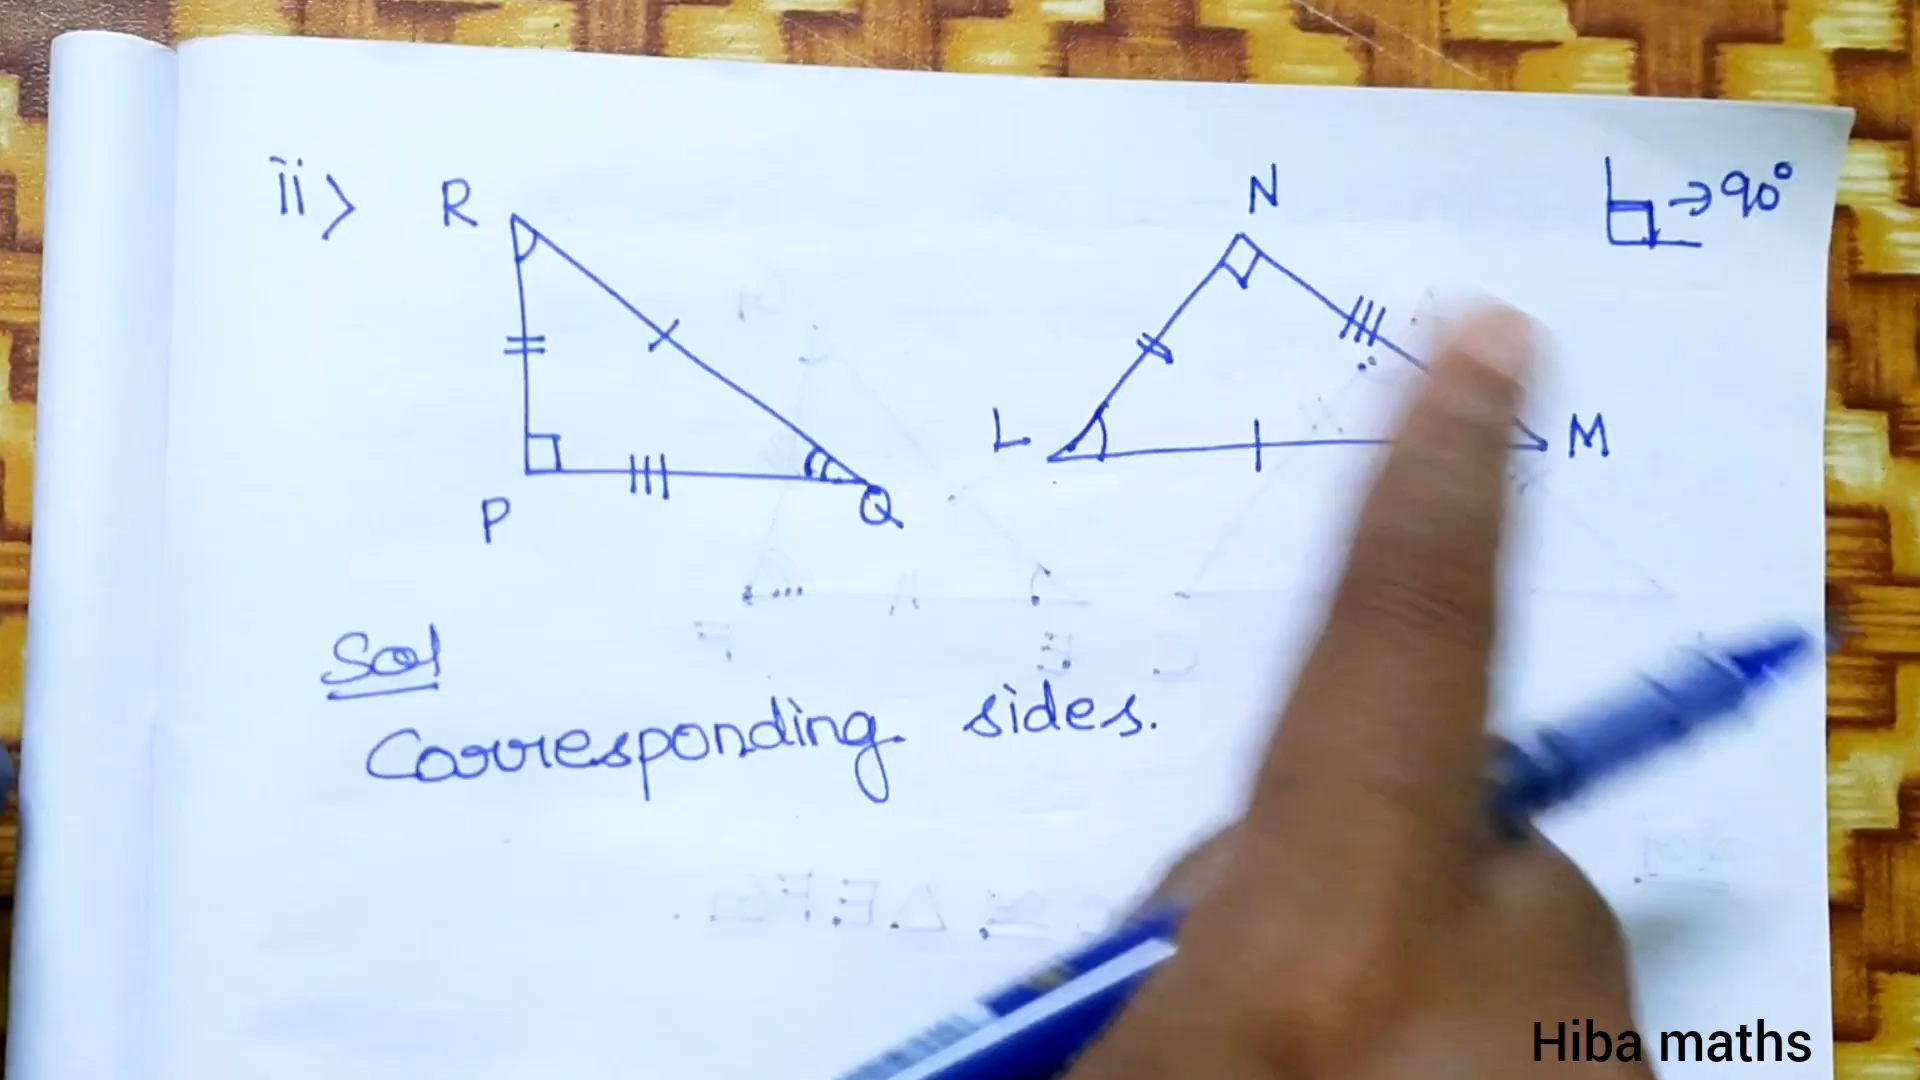 ii> R
N
→ 90°
L
M
P
Q
Sol
Corresponding sides.
Hiba maths